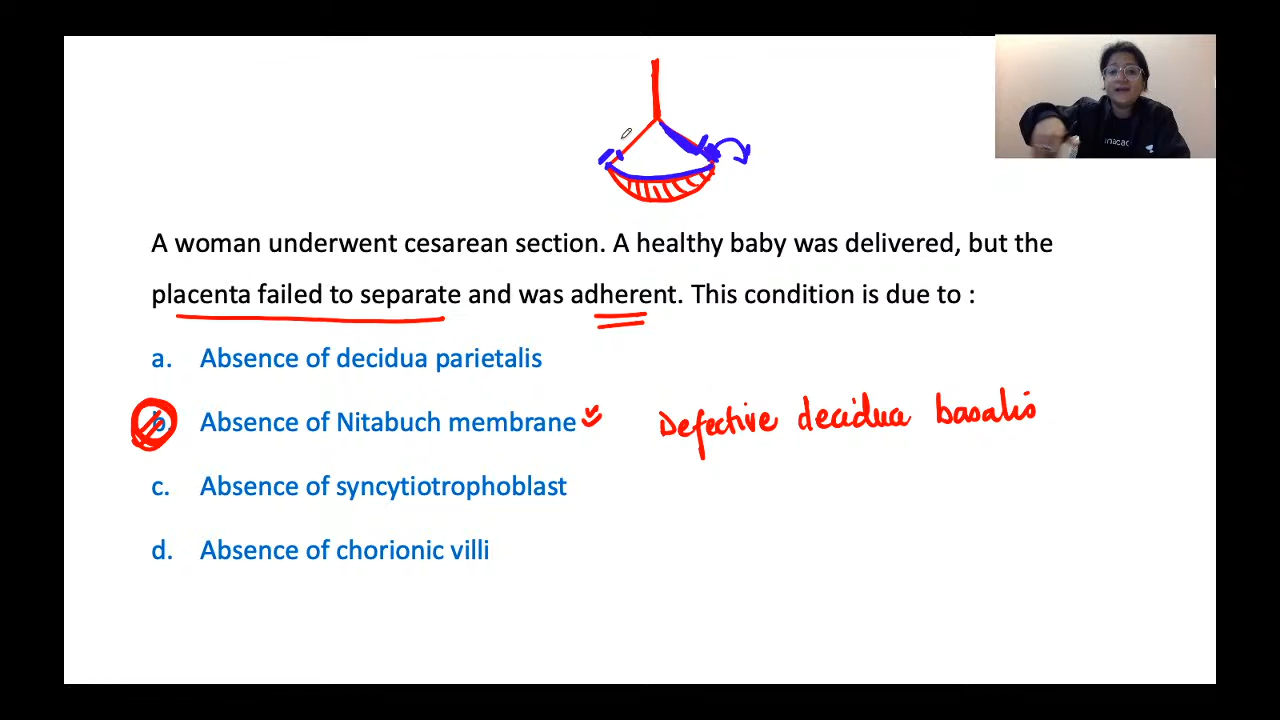 A woman underwent cesarean section. A healthy baby was delivered, but the
placenta failed to separate and was adherent. This condition is due to :
a. Absence of decidua parietalis
b. Absence of Nitabuch membrane Defective decidua basalis
c. Absence of syncytiotrophoblast
d. Absence of chorionic villi